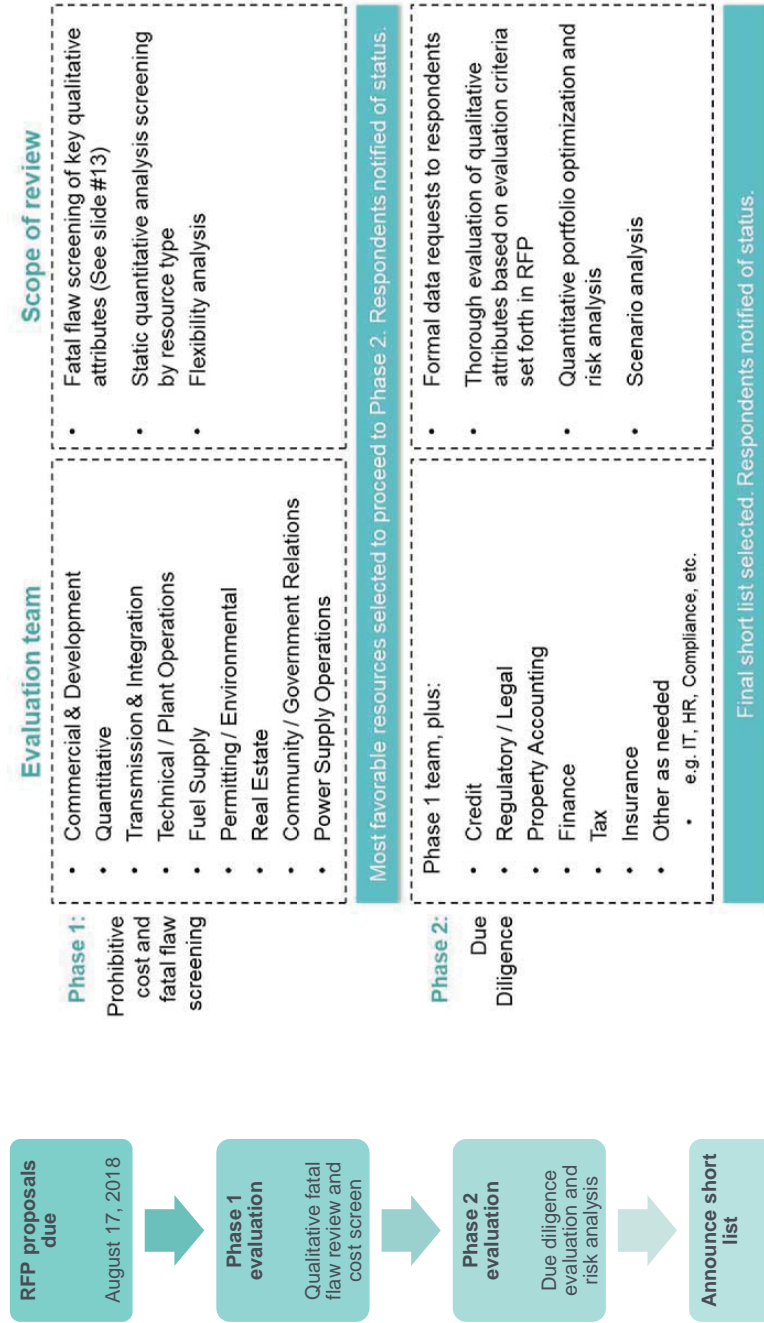 RFP proposals
due
August 17, 2018
Phase 1
evaluation
Qualitative fatal
flaw review and
cost screen
Phase 2
evaluation
Due diligence
evaluation and
risk analysis
Announce short
list
Evaluation team
Scope of review
Phase 1:
Prohibitive
cost and
fatal flaw
screening
• Commercial & Development
• Quantitative
• Transmission & Integration
• Technical / Plant Operations
• Fuel Supply
• Permitting / Environmental
• Real Estate
• Community / Government Relations
• Power Supply Operations
• Fatal flaw screening of key qualitative
attributes (See slide #13)
• Static quantitative analysis screening
by resource type
• Flexibility analysis
Most favorable resources selected to proceed to Phase 2. Respondents notified of status.
Phase 2:
Due
Diligence
Phase 1 team, plus:
• Credit
• Regulatory / Legal
• Property Accounting
• Finance
• Tax
• Insurance
• Other as needed
• e.g. IT, HR, Compliance, etc.
• Formal data requests to respondents
• Thorough evaluation of qualitative
attributes based on evaluation criteria
set forth in RFP
• Quantitative portfolio optimization and
risk analysis
• Scenario analysis
Final short list selected. Respondents notified of status.